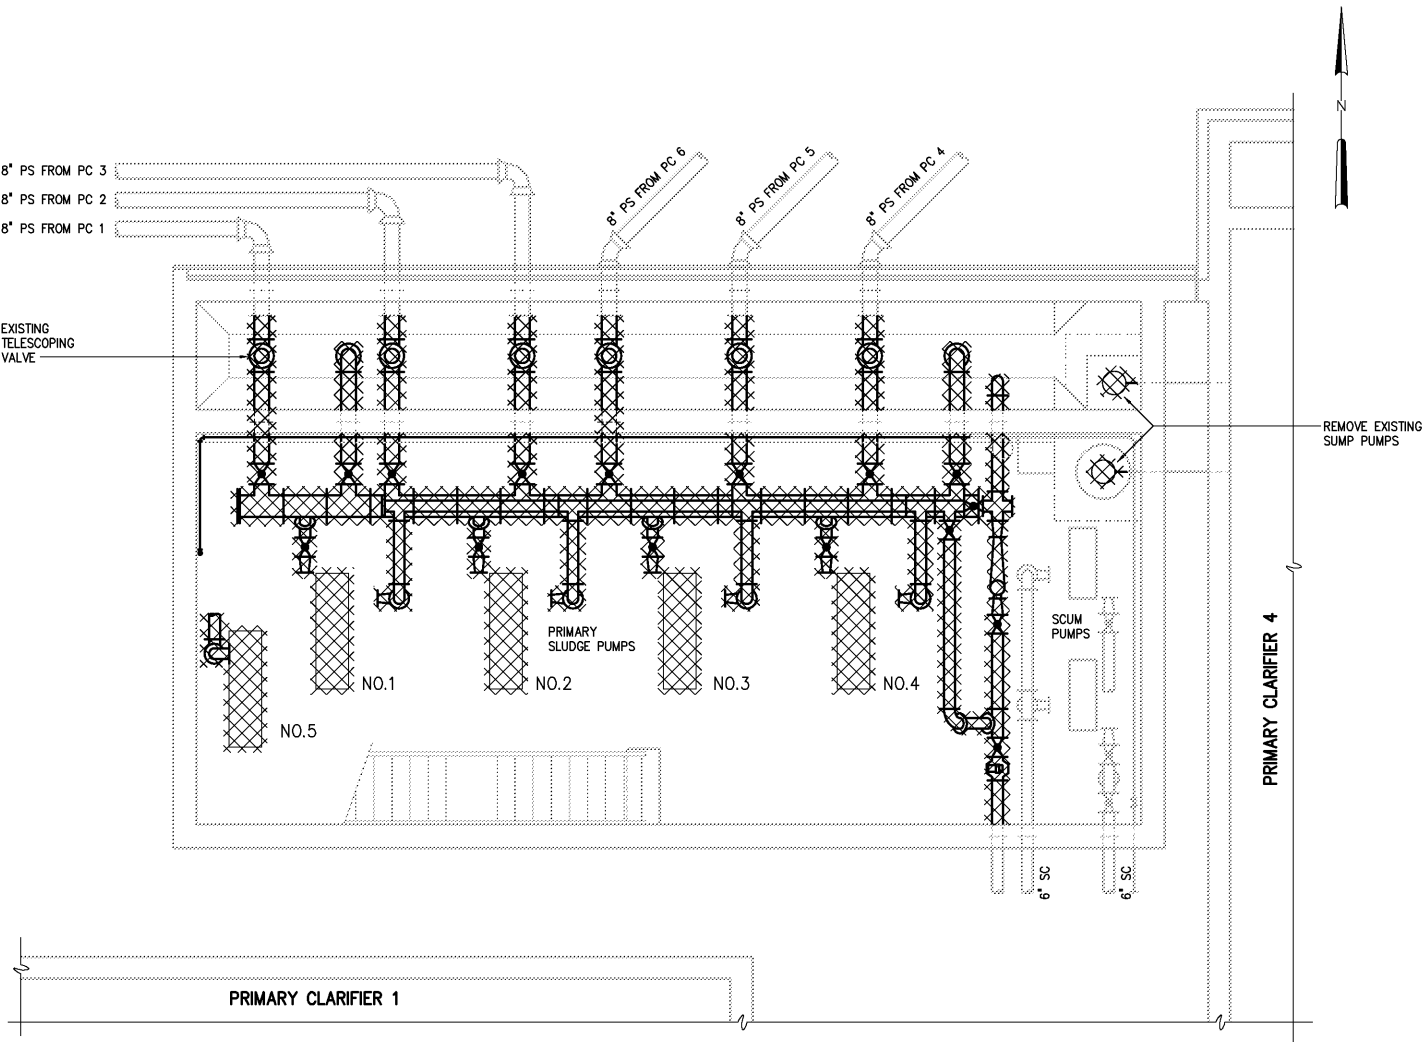 N
8" PS FROM PC 3
8" PS FROM PC 2
8" PS FROM PC 1
8" PS FROM PC 6
8" PS FROM PC 5
8" PS FROM PC 4
EXISTING
TELESCOPING
VALVE
REMOVE EXISTING
SUMP PUMPS
PRIMARY
SLUDGE PUMPS
SCUM
PUMPS
NO.1
NO.2
NO.3
NO.4
NO.5
PRIMARY CLARIFIER 4
6" SC
6" SC
PRIMARY CLARIFIER 1